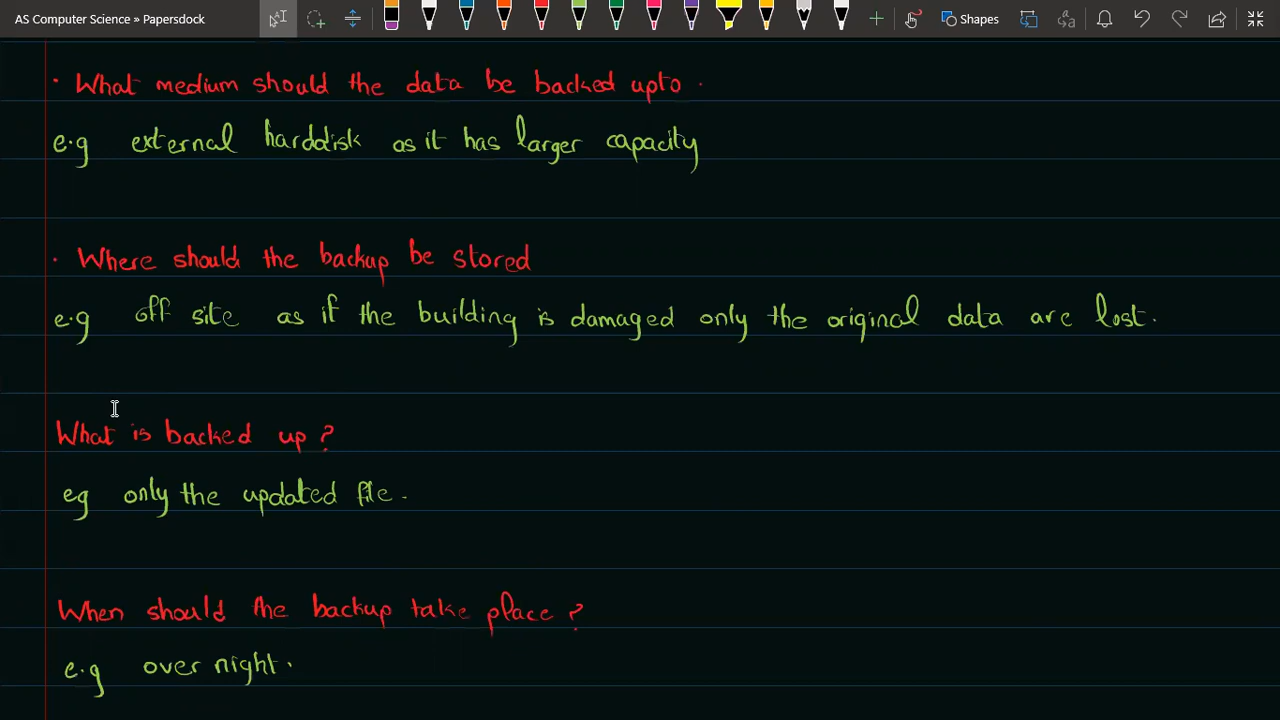 AS Computer Science » Papersdock
Shapes
· What medium should the data be backed upto .
e.g external harddisk as it has larger capacity
· Where should the backup be stored
e.g off site as if the building is damaged only the original data are lost.
What is backed up ?
eg only the updated file.
When should the backup take place ?
e.g over night.